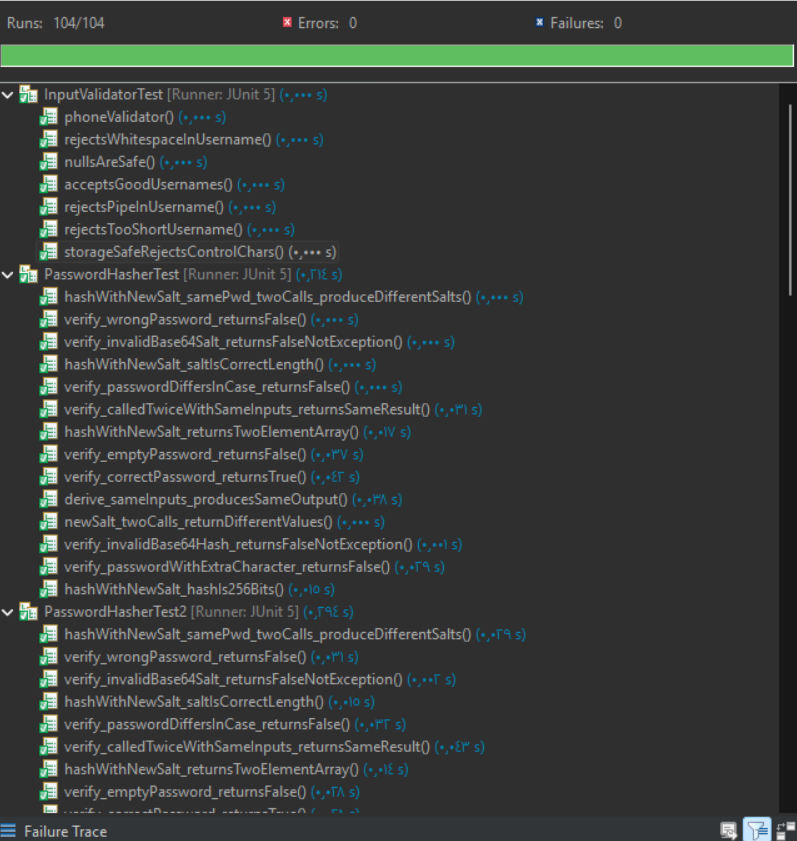 Runs: 104/104 Errors: 0 Failures: 0
InputValidatorTest [Runner: JUnit 5] (٠٫٠٠٠ s)
phoneValidator() (٠٫٠٠٠ s)
rejectsWhitespaceInUsername() (٠٫٠٠٠ s)
nullsAreSafe() (٠٫٠٠٠ s)
acceptsGoodUsernames() (٠٫٠٠٠ s)
rejectsPipeInUsername() (٠٫٠٠٠ s)
rejectsTooShortUsername() (٠٫٠٠٠ s)
storageSafeRejectsControlChars() (٠٫٠٠٠ s)
PasswordHasherTest [Runner: JUnit 5] (٠٫٢١٤ s)
hashWithNewSalt_samePwd_twoCalls_produceDifferentSalts() (٠٫٠٠٠ s)
verify_wrongPassword_returnsFalse() (٠٫٠٠٠ s)
verify_invalidBase64Salt_returnsFalseNotException() (٠٫٠٠٠ s)
hashWithNewSalt_saltIsCorrectLength() (٠٫٠٠٠ s)
verify_passwordDiffersInCase_returnsFalse() (٠٫٠٠٠ s)
verify_calledTwiceWithSameInputs_returnsSameResult() (٠٫٠٣١ s)
hashWithNewSalt_returnsTwoElementArray() (٠٫٠١٧ s)
verify_emptyPassword_returnsFalse() (٠٫٠٣٧ s)
verify_correctPassword_returnsTrue() (٠٫٠٤٢ s)
derive_sameInputs_producesSameOutput() (٠٫٠٣٨ s)
newSalt_twoCalls_returnDifferentValues() (٠٫٠٠٠ s)
verify_invalidBase64Hash_returnsFalseNotException() (٠٫٠٠١ s)
verify_passwordWithExtraCharacter_returnsFalse() (٠٫٠٢٩ s)
hashWithNewSalt_hashIs256Bits() (٠٫٠١٥ s)
PasswordHasherTest2 [Runner: JUnit 5] (٠٫٢٩٤ s)
hashWithNewSalt_samePwd_twoCalls_produceDifferentSalts() (٠٫٠٢٩ s)
verify_wrongPassword_returnsFalse() (٠٫٠٣١ s)
verify_invalidBase64Salt_returnsFalseNotException() (٠٫٠٠٢ s)
hashWithNewSalt_saltIsCorrectLength() (٠٫٠١٥ s)
verify_passwordDiffersInCase_returnsFalse() (٠٫٠٣٢ s)
verify_calledTwiceWithSameInputs_returnsSameResult() (٠٫٠٤٣ s)
hashWithNewSalt_returnsTwoElementArray() (٠٫٠١٤ s)
verify_emptyPassword_returnsFalse() (٠٫٠٢٨ s)
verify_correctPassword_returnsTrue()
Failure Trace